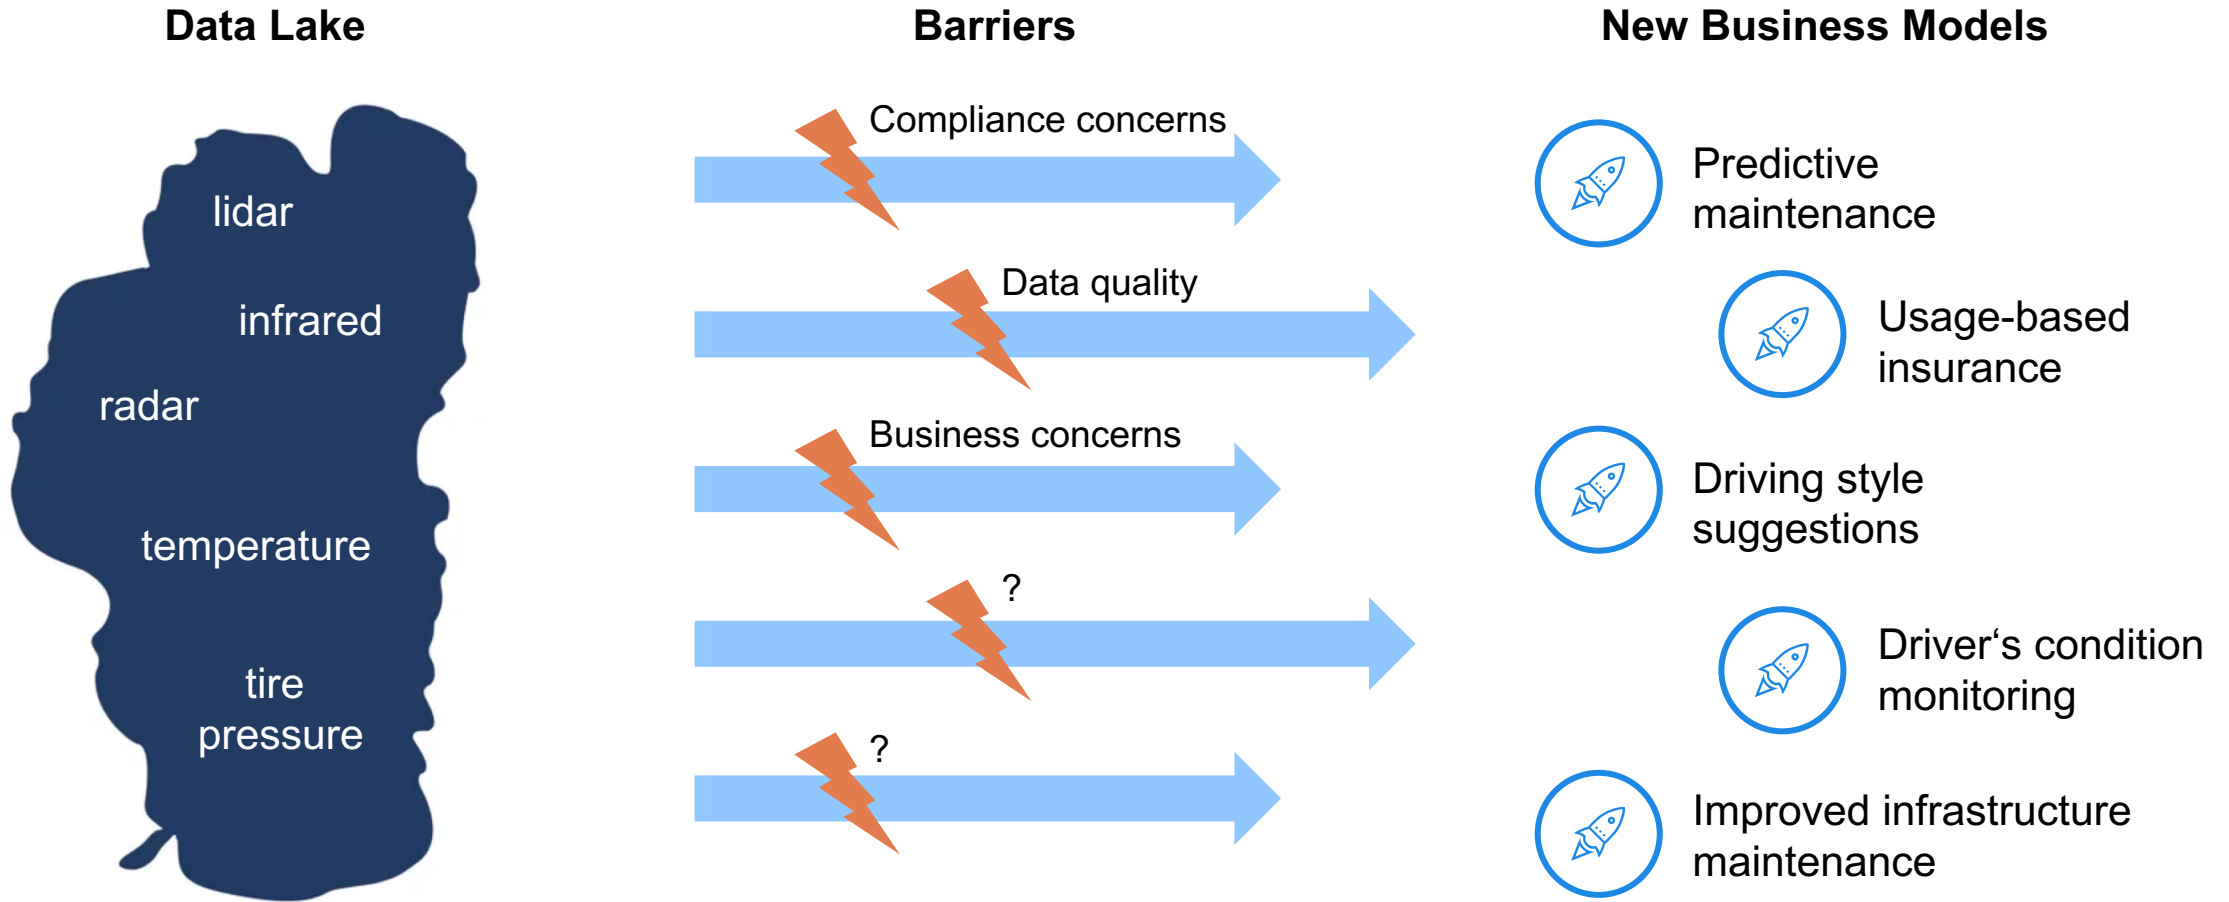 Data Lake
Barriers
New Business Models
lidar
infrared
radar
temperature
tire
pressure
Compliance concerns
Data quality
Business concerns
?
?
Predictive
maintenance
Usage-based
insurance
Driving style
suggestions
Driver‘s condition
monitoring
Improved infrastructure
maintenance